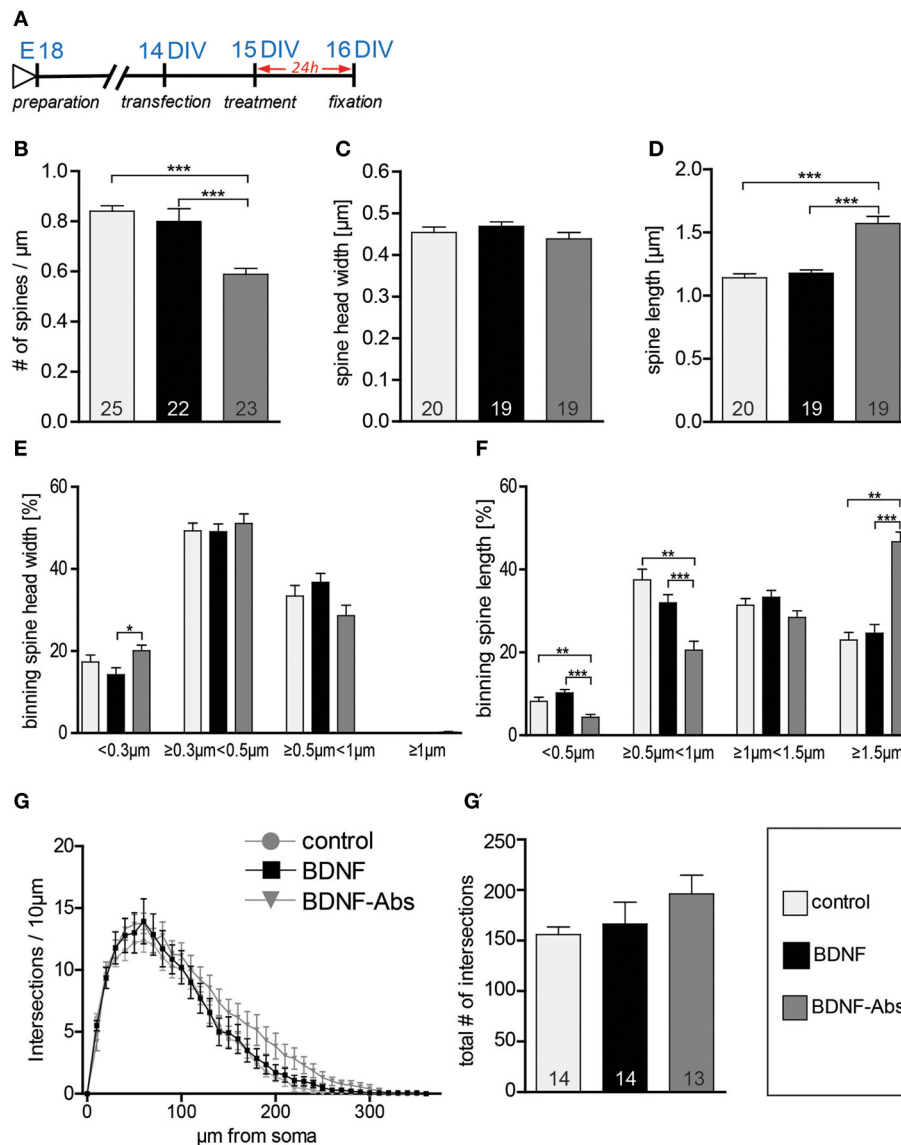 A
E18 14 DIV 15 DIV 16 DIV
24h
preparation transfection treatment fixation
B
# of spines / µm
1.0
0.8
0.6
0.4
0.2
0.0
***
***
25 22 23
C
spine head width [µm]
0.6
0.5
0.4
0.3
0.2
0.1
0.0
20 19 19
D
spine length [µm]
2.0
1.5
1.0
0.5
0.0
***
***
20 19 19
E
binning spine head width [%]
60
40
20
0
*
<0.3µm ≥0.3µm<0.5µm ≥0.5µm<1µm ≥1µm
F
binning spine length [%]
60
40
20
0
**
***
**
***
**
***
<0.5µm ≥0.5µm<1µm ≥1µm<1.5µm ≥1.5µm
G
Intersections / 10µm
20
15
10
5
0
control
BDNF
BDNF-Abs
0 100 200 300
µm from soma
G′
total # of intersections
250
200
150
100
50
0
14 14 13
control
BDNF
BDNF-Abs